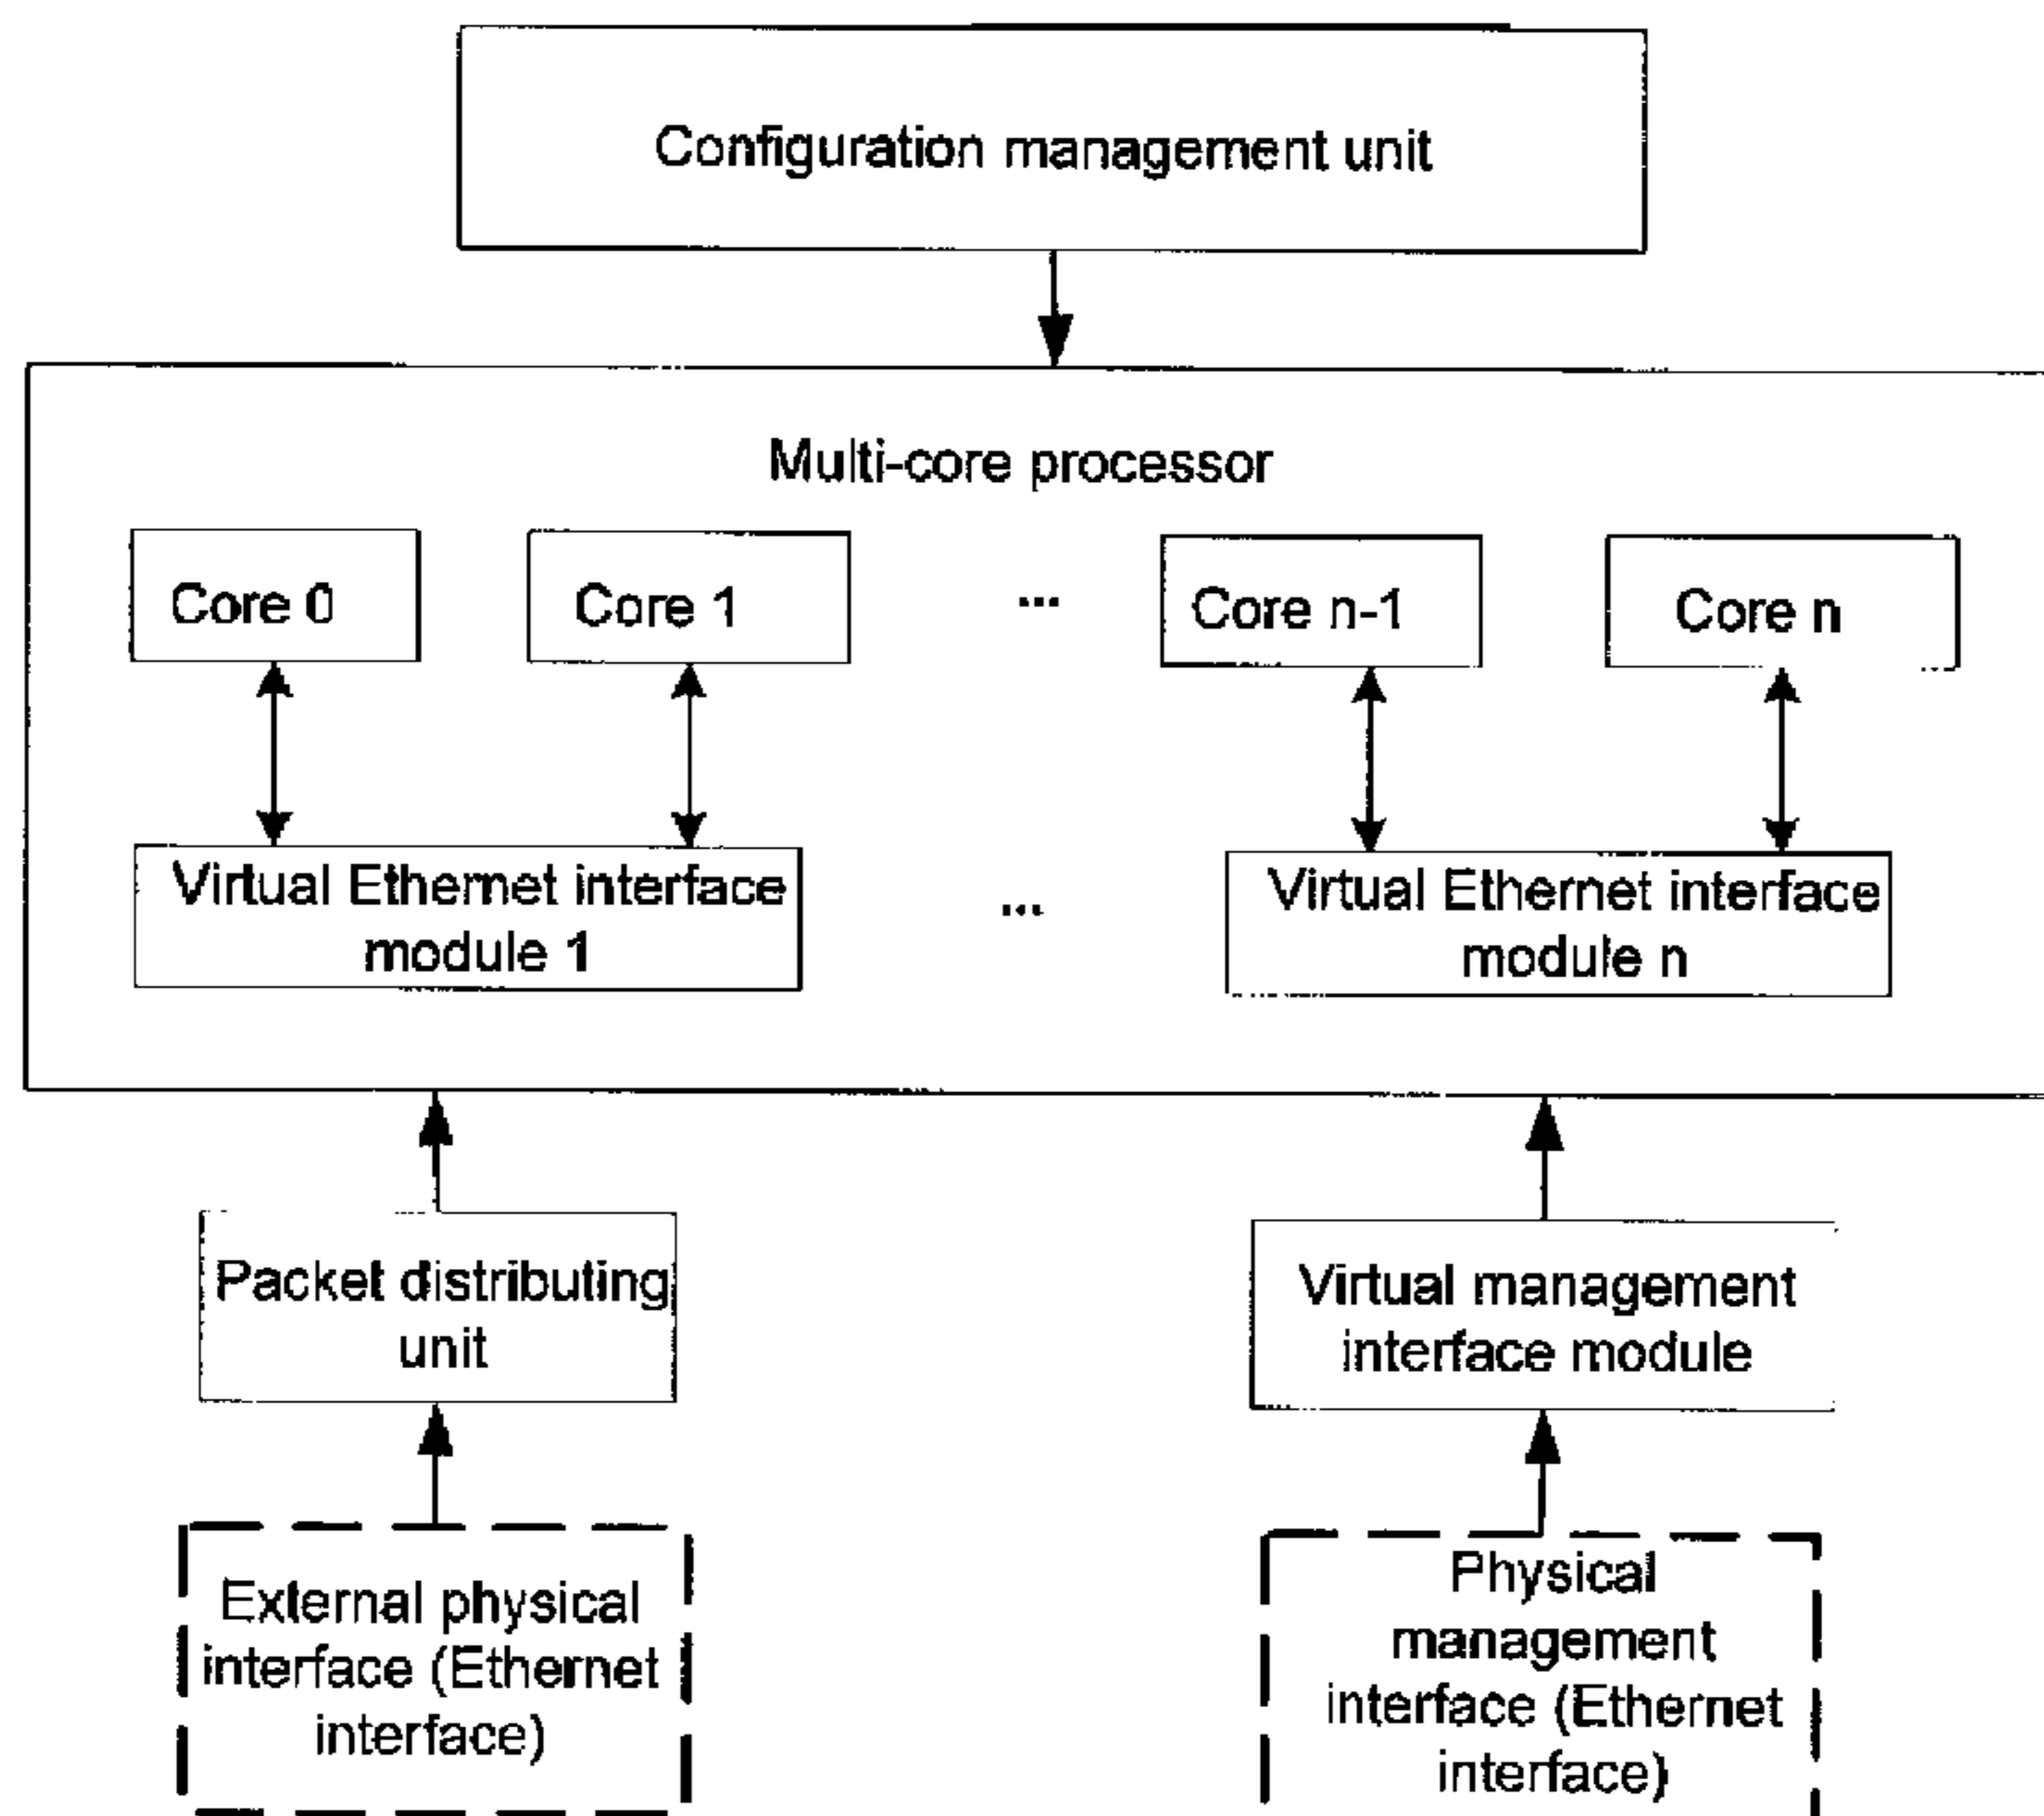 Configuration management unit
Multi-core processor
Core 0
Core 1
...
Core n-1
Core n
Virtual Ethernet interface
module 1
...
Virtual Ethernet interface
module n
Packet distributing
unit
Virtual management
interface module
External physical
interface (Ethernet
interface)
Physical
management
interface (Ethernet
interface)